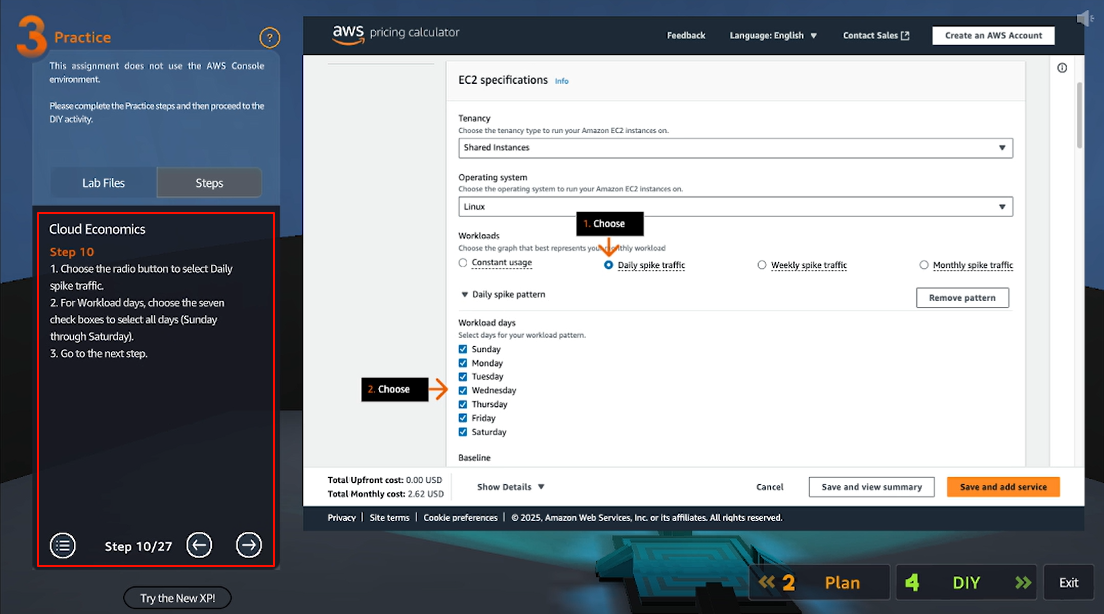 3 Practice
?
This assignment does not use the AWS Console
environment.
Please complete the Practice steps and then proceed to the
DIY activity.
Lab Files
Steps
Cloud Economics
Step 10
1. Choose the radio button to select Daily
spike traffic.
2. For Workload days, choose the seven
check boxes to select all days (Sunday
through Saturday).
3. Go to the next step.
Step 10/27
Try the New XP!
aws pricing calculator
Feedback
Language: English
Contact Sales
Create an AWS Account
EC2 specifications Info
Tenancy
Choose the tenancy type to run your Amazon EC2 instances on.
Shared Instances
Operating system
Choose the operating system to run your Amazon EC2 instances on.
Linux
1. Choose
Workloads
Choose the graph that best represents your monthly workload
Constant usage
Daily spike traffic
Weekly spike traffic
Monthly spike traffic
Daily spike pattern
Remove pattern
Workload days
Select days for your workload pattern.
Sunday
Monday
Tuesday
2. Choose
Wednesday
Thursday
Friday
Saturday
Baseline
Total Upfront cost: 0.00 USD
Total Monthly cost: 2.62 USD
Show Details
Cancel
Save and view summary
Save and add service
Privacy | Site terms | Cookie preferences | © 2025, Amazon Web Services, Inc. or its affiliates. All rights reserved.
2 Plan
4 DIY
Exit